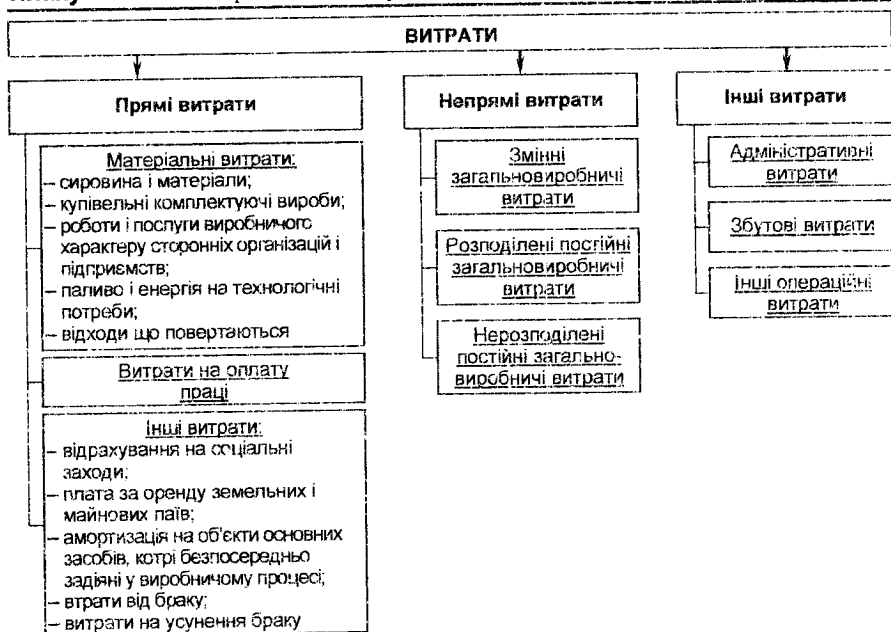 ВИТРАТИ
Прямі витрати
Матеріальні витрати:
– сировина і матеріали;
– купівельні комплектуючі вироби;
– роботи і послуги виробничого
характеру сторонніх організацій і
підприємств;
– паливо і енергія на технологічні
потреби;
– відходи що повертаються
Витрати на оплату
праці
Інші витрати:
– відрахування на соціальні
заходи;
– плата за оренду земельних і
майнових паїв;
– амортизація на об'єкти основних
засобів, котрі безпосередньо
задіяні у виробничому процесі;
– втрати від браку;
– витрати на усунення браку
Непрямі витрати
Змінні
загальновиробничі
витрати
Розподілені постійні
загальновиробничі
витрати
Нерозподілені
постійні загально-
виробничі витрати
Інші витрати
Адміністративні
витрати
Збутові витрати
Інші операційні
витрати